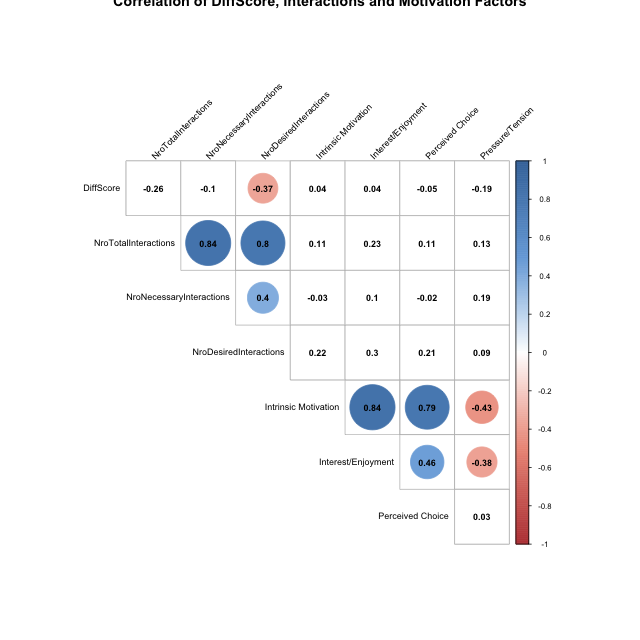 Correlation of DiffScore, Interactions and Motivation Factors
NroTotalInteractions
NroNecessaryInteractions
NroDesiredInteractions
Intrinsic Motivation
Interest/Enjoyment
Perceived Choice
Pressure/Tension
DiffScore -0.26 -0.1 -0.37 0.04 0.04 -0.05 -0.19
NroTotalInteractions 0.84 0.8 0.11 0.23 0.11 0.13
NroNecessaryInteractions 0.4 -0.03 0.1 -0.02 0.19
NroDesiredInteractions 0.22 0.3 0.21 0.09
Intrinsic Motivation 0.84 0.79 -0.43
Interest/Enjoyment 0.46 -0.38
Perceived Choice 0.03
1
0.8
0.6
0.4
0.2
0
-0.2
-0.4
-0.6
-0.8
-1